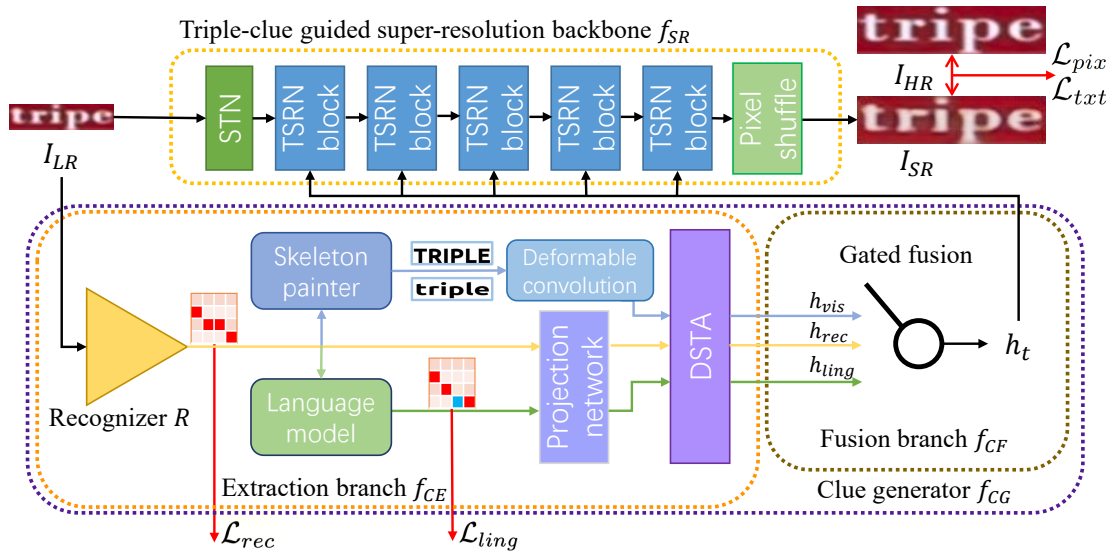 Triple-clue guided super-resolution backbone f_SR
tripe
I_LR
STN
TSRN block
TSRN block
TSRN block
TSRN block
TSRN block
Pixel shuffle
tripe
I_HR
tripe
I_SR
ℒ_pix
ℒ_txt
Recognizer R
Skeleton painter
TRIPLE
triple
Deformable convolution
Language model
Projection network
DSTA
h_vis
h_rec
h_ling
Gated fusion
h_t
Extraction branch f_CE
Fusion branch f_CF
Clue generator f_CG
ℒ_rec
ℒ_ling